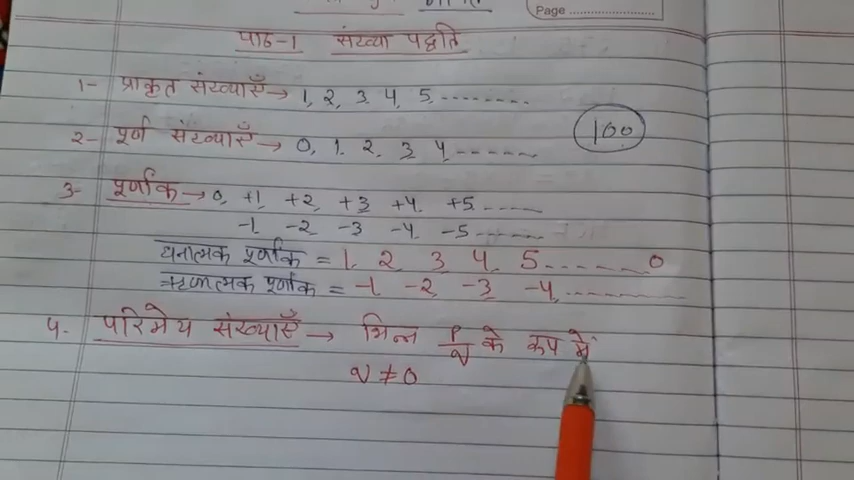 Page ..................
पाठ-1 संख्या पद्वति
1- प्राकृत संख्याएँ → 1, 2, 3, 4, 5, --------
100
2- पूर्ण संख्याएँ → 0, 1, 2, 3, 4, --------
3- पूर्णांक → 0, +1, +2, +3, +4, +5, ------
-1, -2, -3, -4, -5, ------
धनात्मक पूर्णांक = 1, 2, 3, 4, 5, ------- 0
ऋणात्मक पूर्णांक = -1, -2, -3, -4, --------
4- परिमेय संख्याएँ → भिन्न p/q के रूप में
q ≠ 0